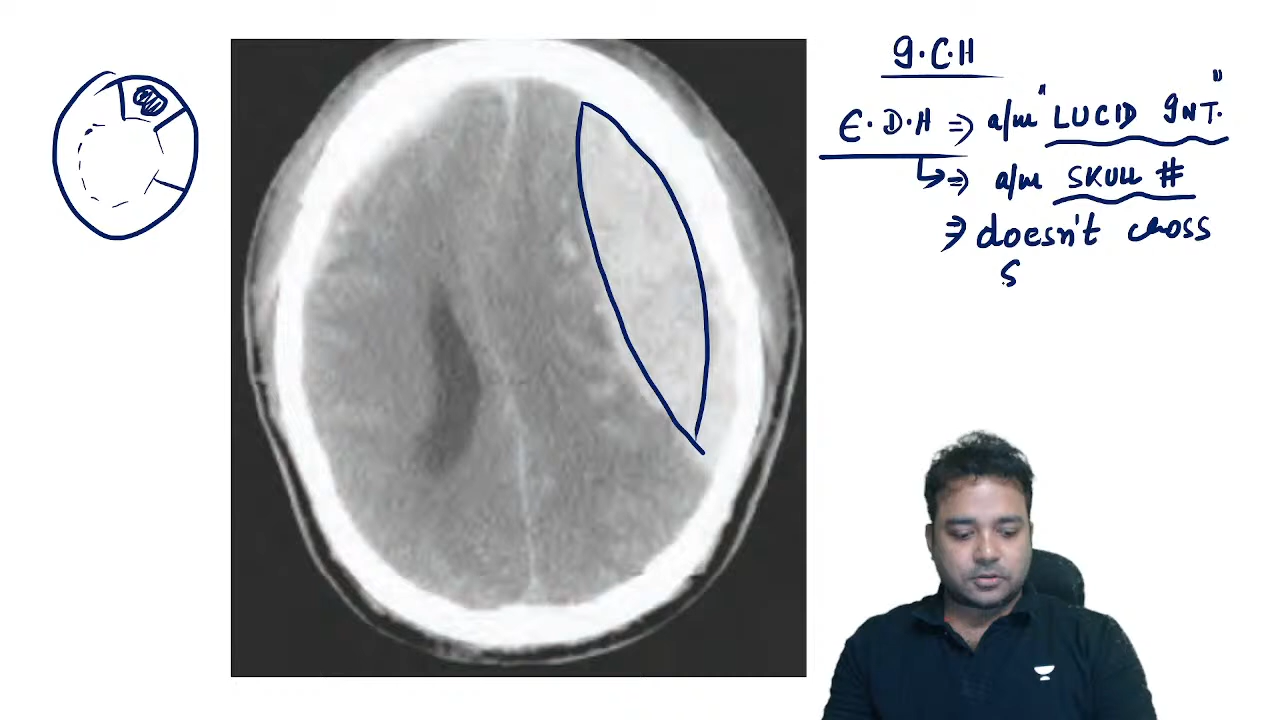 I.C.H
E.D.H ⇒ a/w "LUCID INT."
↳⇒ a/w SKULL #
⇒ doesn't cross
S